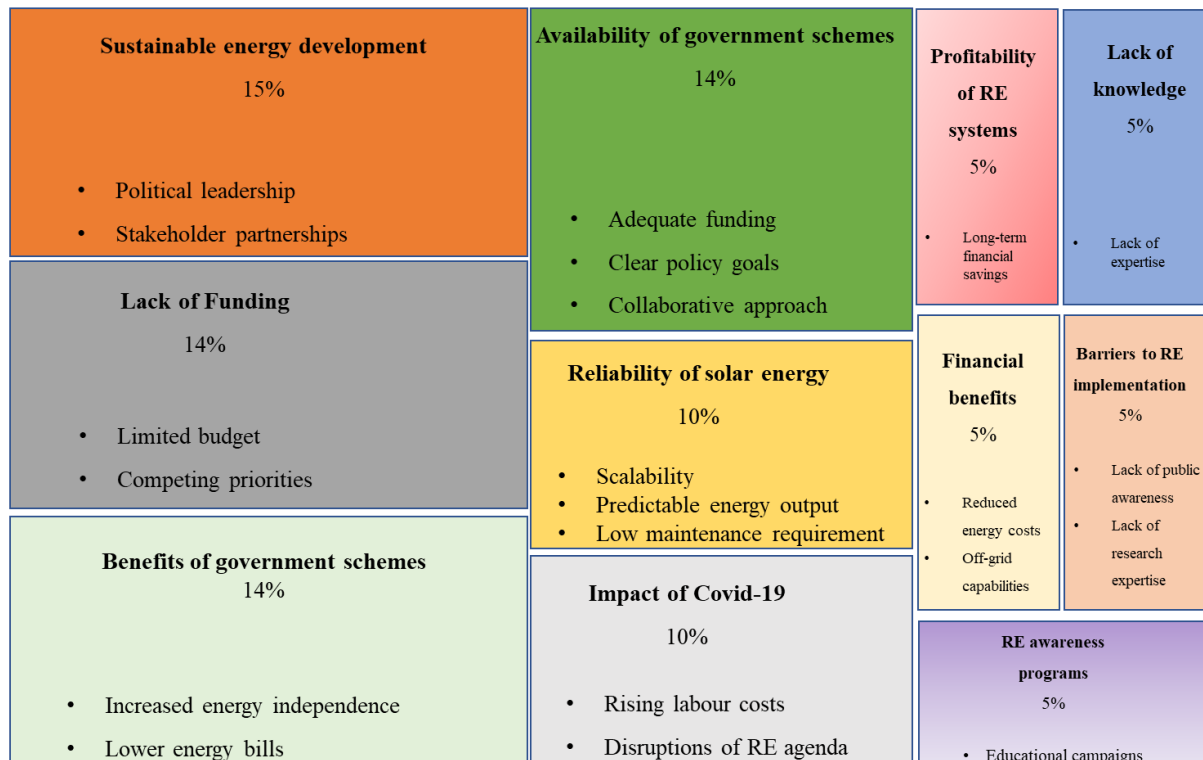 Sustainable energy development
15%
• Political leadership
• Stakeholder partnerships
Lack of Funding
14%
• Limited budget
• Competing priorities
Benefits of government schemes
14%
• Increased energy independence
• Lower energy bills
Availability of government schemes
14%
• Adequate funding
• Clear policy goals
• Collaborative approach
Reliability of solar energy
10%
• Scalability
• Predictable energy output
• Low maintenance requirement
Impact of Covid-19
10%
• Rising labour costs
• Disruptions of RE agenda
Profitability
of RE
systems
5%
• Long-term
financial
savings
Lack of
knowledge
5%
• Lack of
expertise
Financial
benefits
5%
• Reduced
energy costs
• Off-grid
capabilities
Barriers to RE
implementation
5%
• Lack of public
awareness
• Lack of
research
expertise
RE awareness
programs
5%
• Educational campaigns